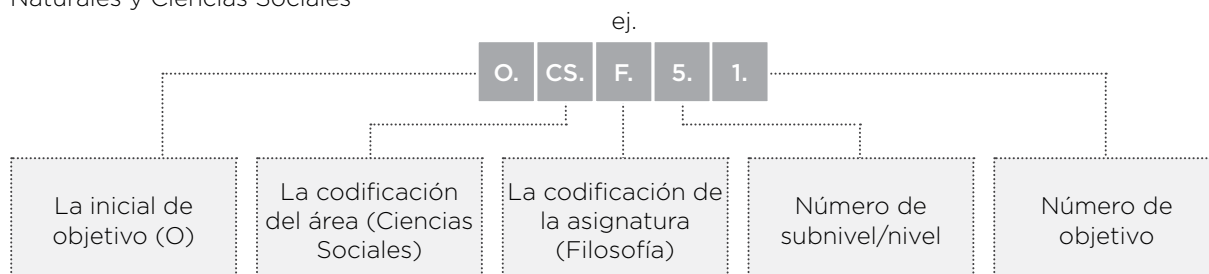 Naturales y Ciencias Sociales
ej.
O. CS. F. 5. 1.
La inicial de
objetivo (O)
La codificación
del área (Ciencias
Sociales)
La codificación de
la asignatura
(Filosofía)
Número de
subnivel/nivel
Número de
objetivo